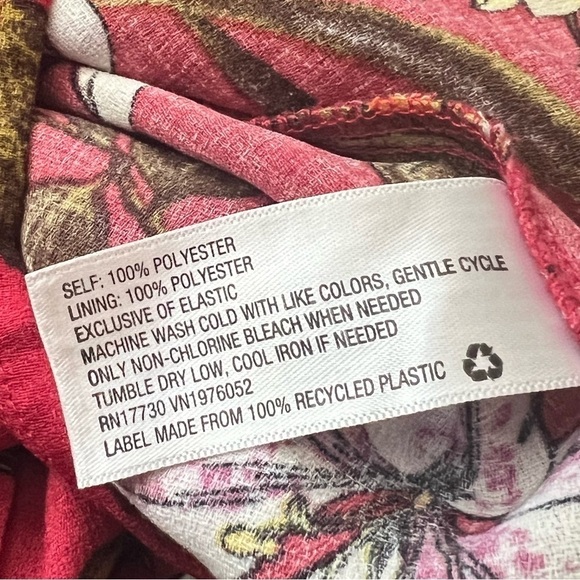 SELF: 100% POLYESTER
LINING: 100% POLYESTER
EXCLUSIVE OF ELASTIC
MACHINE WASH COLD WITH LIKE COLORS, GENTLE CYCLE
ONLY NON-CHLORINE BLEACH WHEN NEEDED
TUMBLE DRY LOW, COOL IRON IF NEEDED
RN17730 VN1976052
LABEL MADE FROM 100% RECYCLED PLASTIC